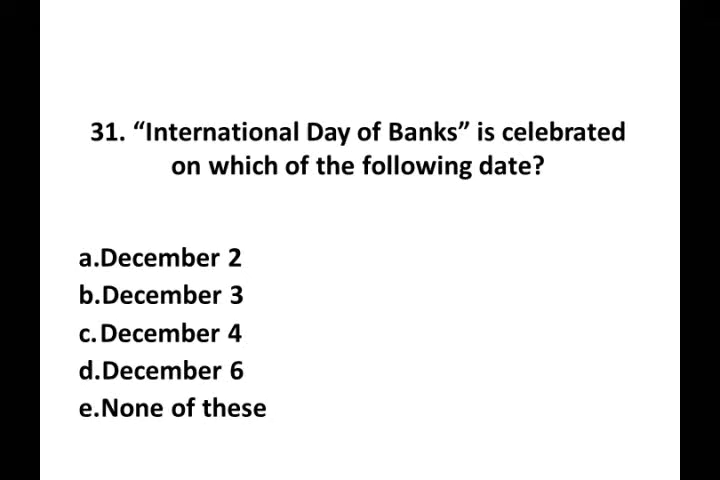 31. “International Day of Banks” is celebrated
on which of the following date?
a.December 2
b.December 3
c.December 4
d.December 6
e.None of these